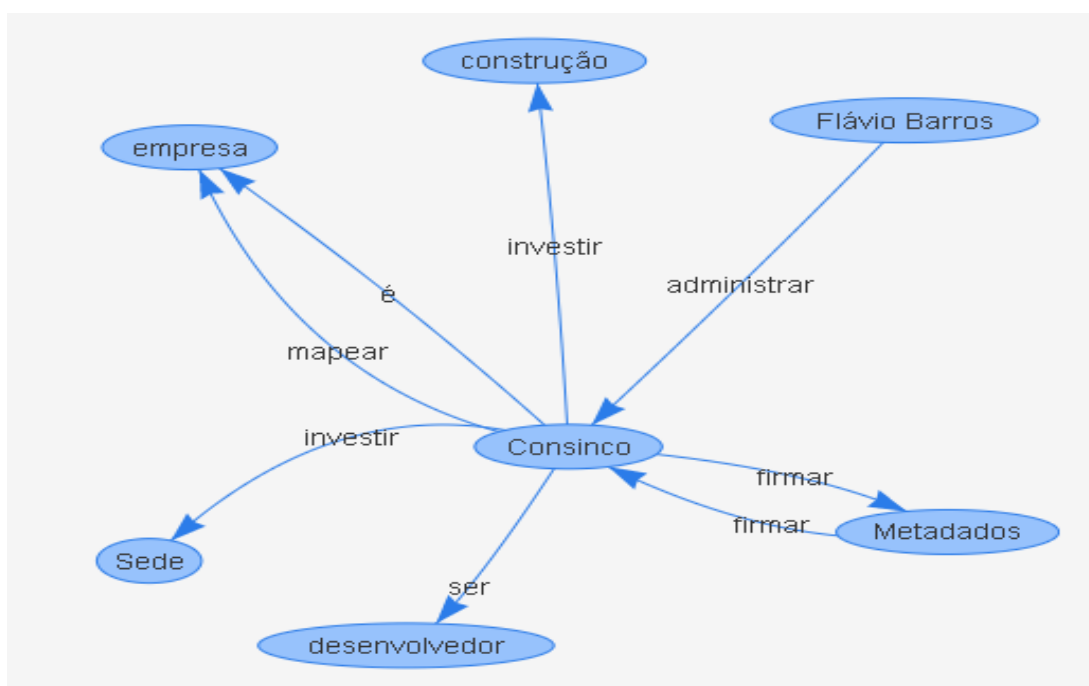 construção
Flávio Barros
empresa
investir
administrar
é
mapear
investir
Consinco
firmar
firmar
Metadados
Sede
ser
desenvolvedor